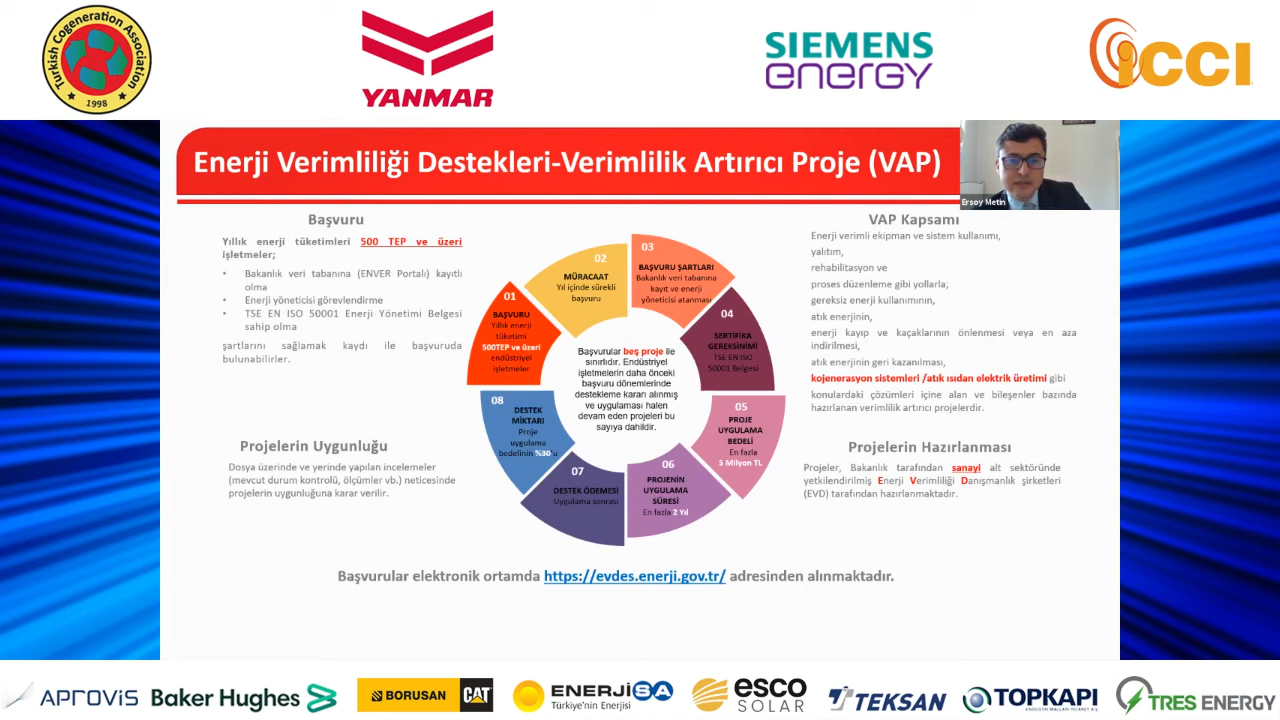 Turkish Cogeneration Association
1998
YANMAR
SIEMENS
energy
icci
Enerji Verimliliği Destekleri-Verimlilik Artırıcı Proje (VAP)
Ersoy Metin
Başvuru
Yıllık enerji tüketimleri 500 TEP ve üzeri
işletmeler;
• Bakanlık veri tabanına (ENVER Portalı) kayıtlı
olma
• Enerji yöneticisi görevlendirme
• TSE EN ISO 50001 Enerji Yönetimi Belgesi
sahip olma
şartlarını sağlamak kaydı ile başvuruda
bulunabilirler.
Projelerin Uygunluğu
Dosya üzerinde ve yerinde yapılan incelemeler
(mevcut durum kontrolü, ölçümler vb.) neticesinde
projelerin uygunluğuna karar verilir.
01
BAŞVURU
Yıllık enerji
tüketimi
500TEP ve üzeri
endüstriyel
işletmeler
02
MÜRACAAT
Yıl içinde sürekli
başvuru
03
BAŞVURU ŞARTLARI
Bakanlık veri tabanına
kayıt ve enerji
yöneticisi atanması
04
SERTİFİKA
GEREKSİNİMİ
TSE EN ISO
50001 Belgesi
05
PROJE
UYGULAMA
BEDELİ
En fazla
5 Milyon TL
06
PROJENİN
UYGULAMA
SÜRESİ
En fazla 2 Yıl
07
DESTEK ÖDEMESİ
Uygulama sonrası
08
DESTEK
MİKTARI
Proje
uygulama
bedelinin %30'u
Başvurular beş proje ile
sınırlıdır. Endüstriyel
işletmelerin daha önceki
başvuru dönemlerinde
destekleme kararı alınmış
ve uygulaması halen
devam eden projeleri bu
sayıya dahildir.
VAP Kapsamı
Enerji verimli ekipman ve sistem kullanımı,
yalıtım,
rehabilitasyon ve
proses düzenleme gibi yollarla;
gereksiz enerji kullanımının,
atık enerjinin,
enerji kayıp ve kaçaklarının önlenmesi veya en aza
indirilmesi,
atık enerjinin geri kazanılması,
kojenerasyon sistemleri /atık ısıdan elektrik üretimi gibi
konulardaki çözümleri içine alan ve bileşenler bazında
hazırlanan verimlilik artırıcı projelerdir.
Projelerin Hazırlanması
Projeler, Bakanlık tarafından sanayi alt sektöründe
yetkilendirilmiş Enerji Verimliliği Danışmanlık şirketleri
(EVD) tarafından hazırlanmaktadır.
Başvurular elektronik ortamda https://evdes.enerji.gov.tr/ adresinden alınmaktadır.
APROVIS
Baker Hughes
BORUSAN CAT
ENERJİSA
Türkiye'nin Enerjisi
esco
SOLAR
TEKSAN
TOPKAPI
ENDÜSTRİ MALLARI TİCARET A.Ş.
TRES ENERGY